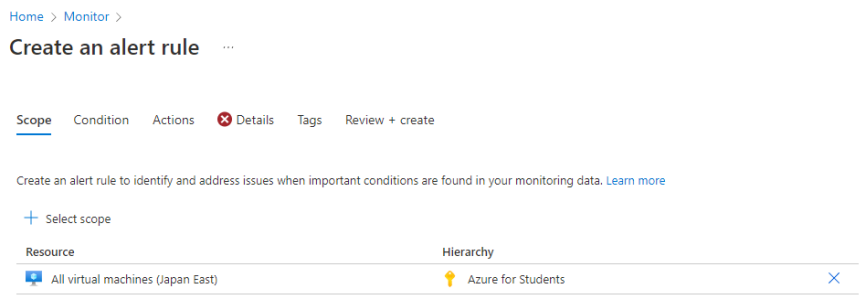 Home > Monitor >
Create an alert rule ...
Scope Condition Actions Details Tags Review + create
Create an alert rule to identify and address issues when important conditions are found in your monitoring data. Learn more
+ Select scope
Resource Hierarchy
All virtual machines (Japan East) Azure for Students